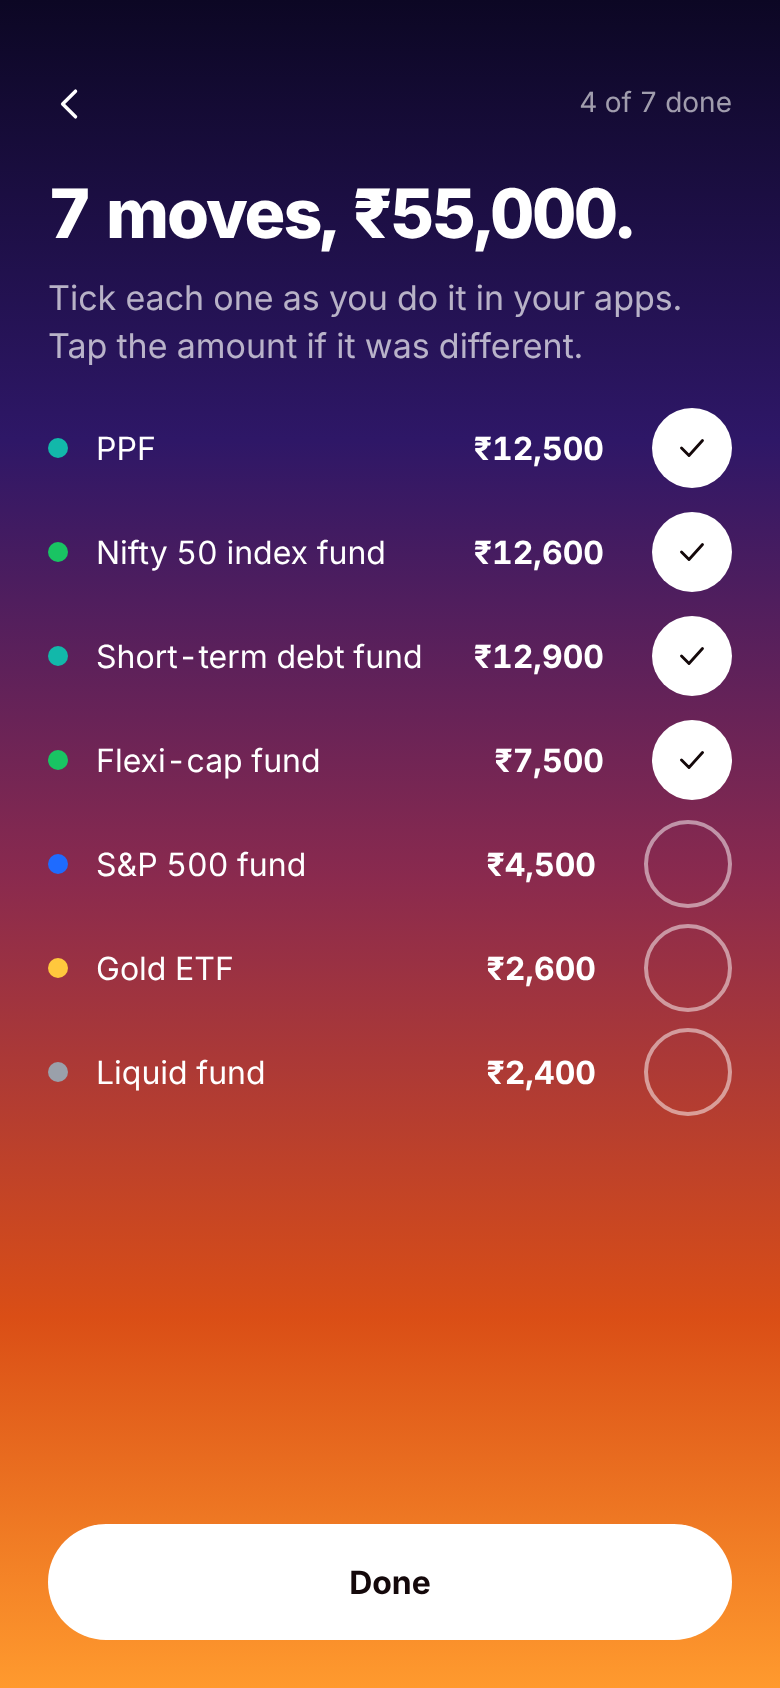 4 of 7 done
7 moves, ₹55,000.
Tick each one as you do it in your apps.
Tap the amount if it was different.
PPF ₹12,500
Nifty 50 index fund ₹12,600
Short-term debt fund ₹12,900
Flexi-cap fund ₹7,500
S&P 500 fund ₹4,500
Gold ETF ₹2,600
Liquid fund ₹2,400
Done